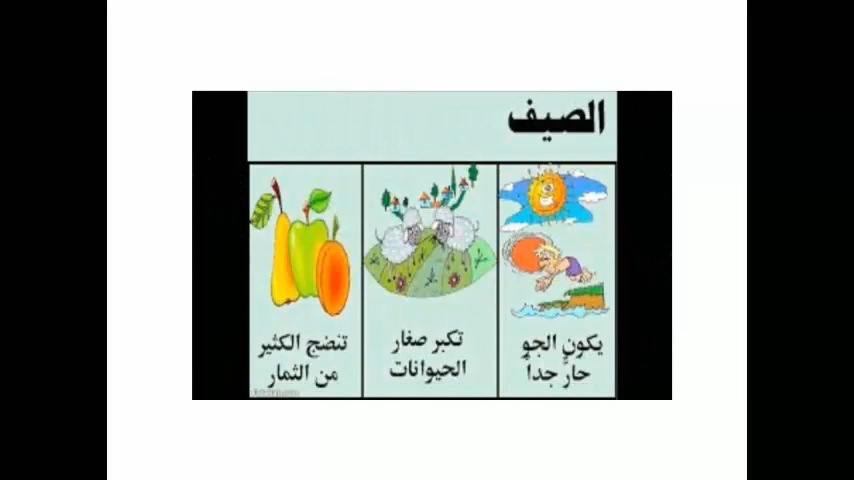 الصيف
يكون الجو
حارٌّ جداً
تكبر صغار
الحيوانات
تنضج الكثير
من الثمار